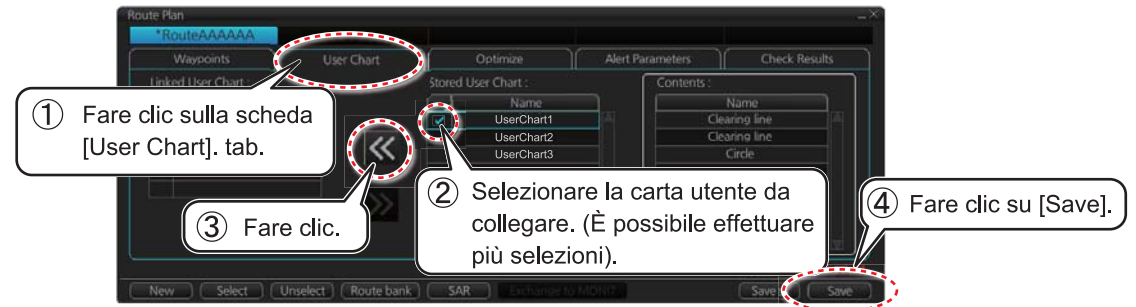 Route Plan
*RouteAAAAAA
Waypoints
User Chart
Optimize
Alert Parameters
Check Results
Linked User Chart :
Stored User Chart :
Contents :
Name
Name
UserChart1
Clearing line
UserChart2
Clearing line
UserChart3
Circle
① Fare clic sulla scheda
[User Chart]. tab.
② Selezionare la carta utente da
collegare. (È possibile effettuare
più selezioni).
③ Fare clic.
④ Fare clic su [Save].
New
Select
Unselect
Route bank
SAR
Exchange to MONIT
Save
Save